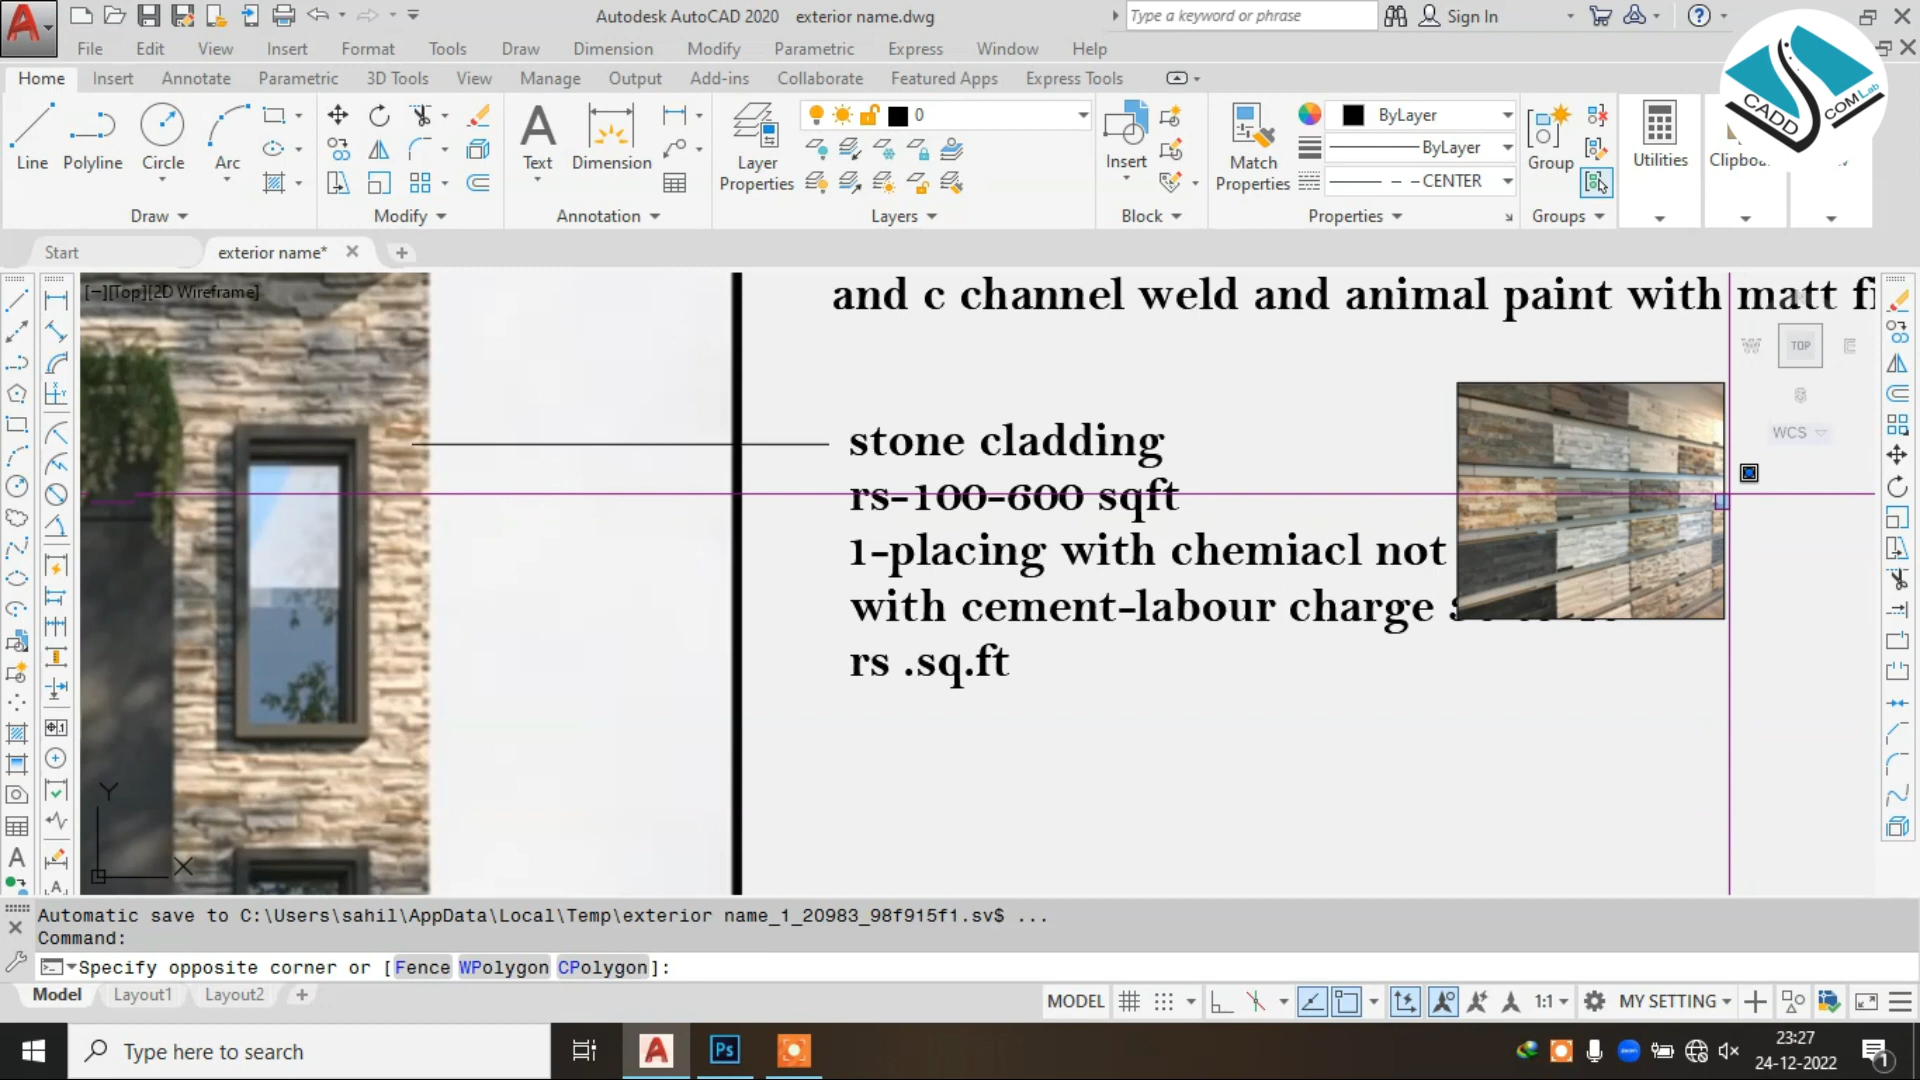 Autodesk AutoCAD 2020 exterior name.dwg
Type a keyword or phrase
Sign In
File Edit View Insert Format Tools Draw Dimension Modify Parametric Express Window Help
Home Insert Annotate Parametric 3D Tools View Manage Output Add-ins Collaborate Featured Apps Express Tools
CADD
COM Lab
0
ByLayer
Line Polyline Circle Arc
Text Dimension
Layer Properties
Insert
Match Properties
ByLayer
CENTER
Group
Utilities
Draw Modify Annotation Layers Block Properties Groups
Start exterior name*
[−][Top][2D Wireframe]
and c channel weld and animal paint with matt
W TOP E
S
WCS
stone cladding
rs-100-600 sqft
1-placing with chemiacl not
with cement-labour charge
rs .sq.ft
Y
X
Automatic save to C:\Users\sahil\AppData\Local\Temp\exterior name_1_20983_98f915f1.sv$ ...
Command:
Specify opposite corner or [Fence WPolygon CPolygon]:
Model Layout1 Layout2
MODEL 1:1 MY SETTING
Type here to search
Ps
23:27
24-12-2022
1